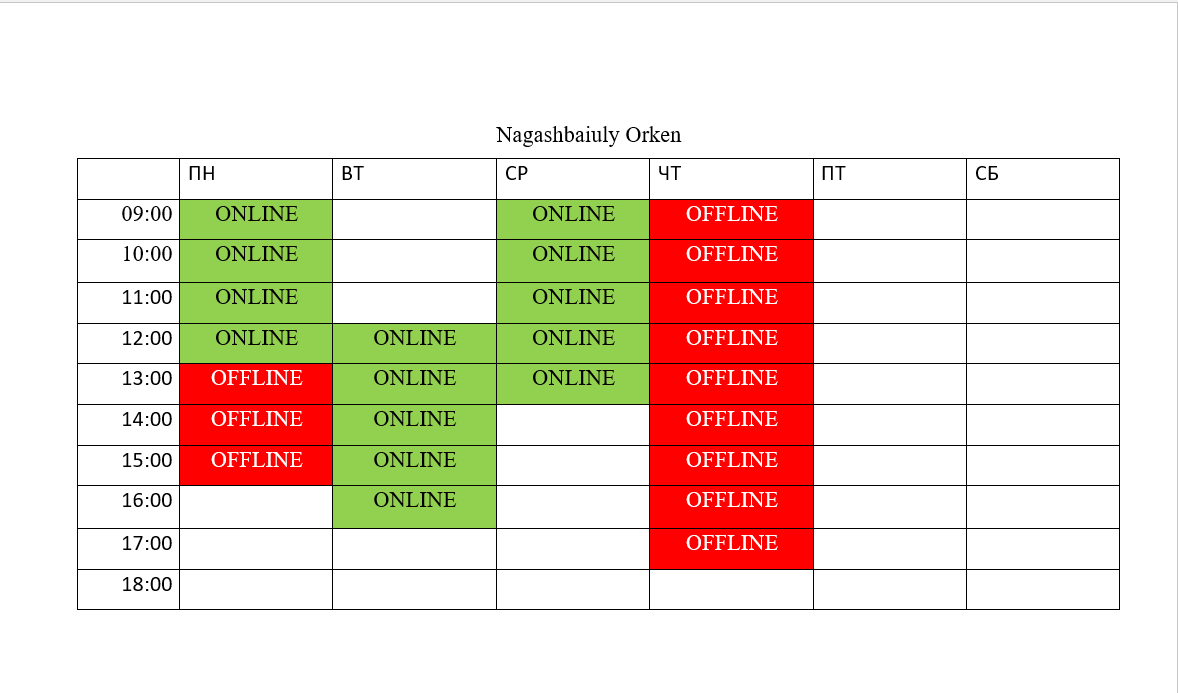 Nagashbaiuly Orken
ПН ВТ СР ЧТ ПТ СБ
09:00 ONLINE ONLINE OFFLINE
10:00 ONLINE ONLINE OFFLINE
11:00 ONLINE ONLINE OFFLINE
12:00 ONLINE ONLINE ONLINE OFFLINE
13:00 OFFLINE ONLINE ONLINE OFFLINE
14:00 OFFLINE ONLINE OFFLINE
15:00 OFFLINE ONLINE OFFLINE
16:00 ONLINE OFFLINE
17:00 OFFLINE
18:00